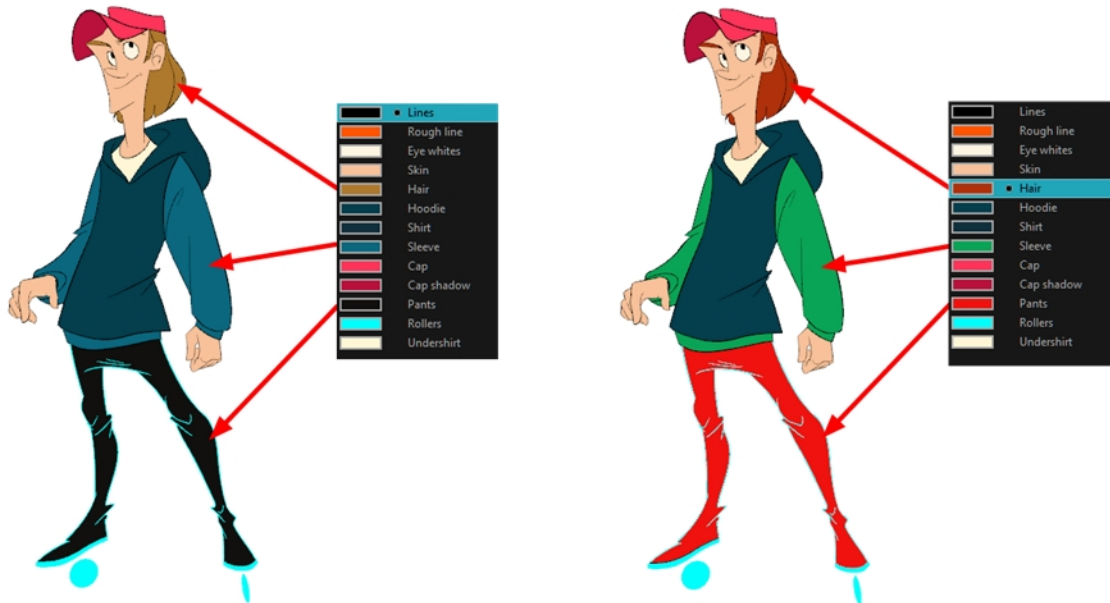 Lines
Rough line
Eye whites
Skin
Hair
Hoodie
Shirt
Sleeve
Cap
Cap shadow
Pants
Rollers
Undershirt
Lines
Rough line
Eye whites
Skin
Hair
Hoodie
Shirt
Sleeve
Cap
Cap shadow
Pants
Rollers
Undershirt